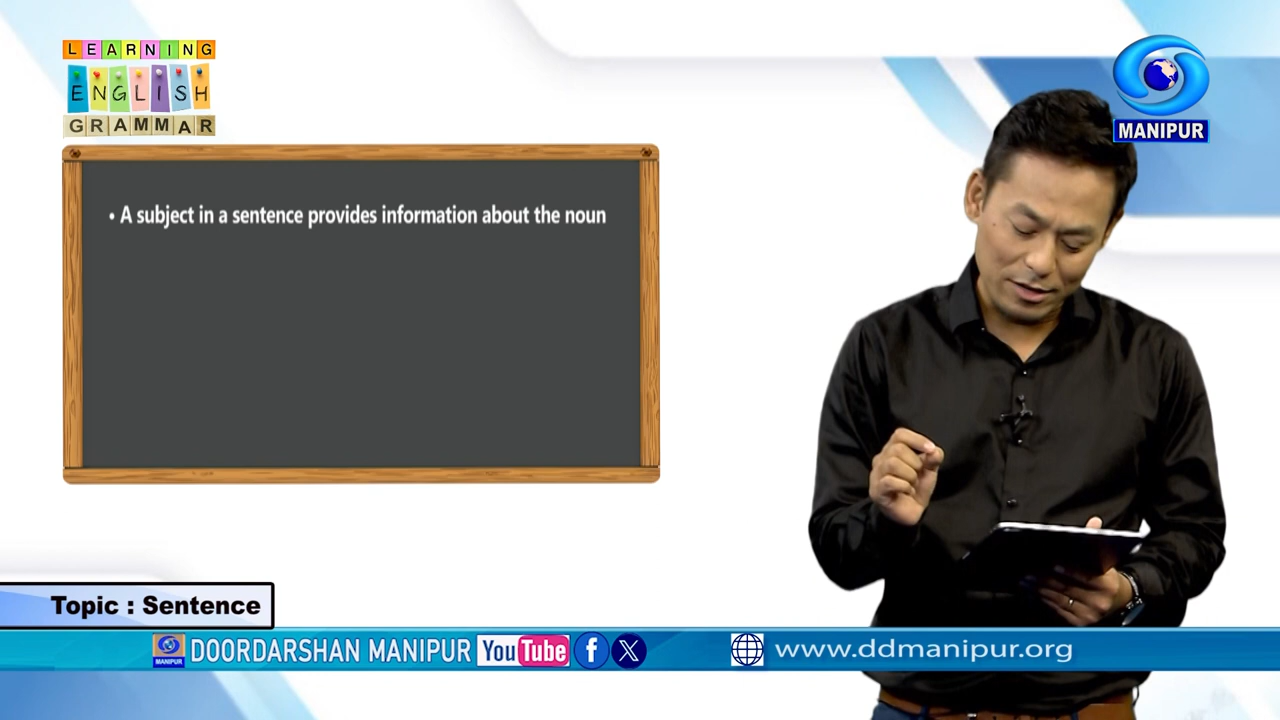 LEARNING
ENGLISH
GRAMMAR
MANIPUR
• A subject in a sentence provides information about the noun
Topic : Sentence
MANIPUR DOORDARSHAN MANIPUR YouTube f X www.ddmanipur.org